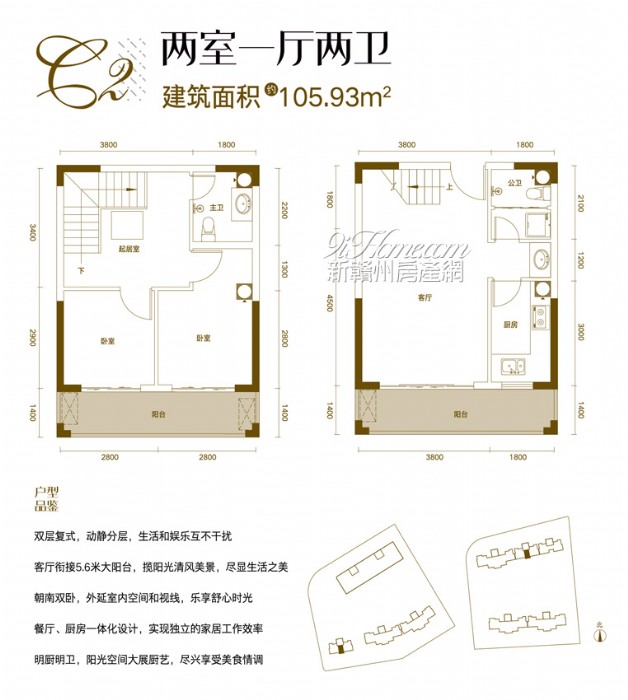 C2
两室一厅两卫
建筑面积约105.93m²
3800 1800
3400
2900
1400
2200
1300
2800
1400
主卫
起居室
下
卧室
卧室
阳台
2800 2800
3800 1800
1800
4500
1400
2100
1200
3000
1400
上
公卫
客厅
厨房
阳台
3800 1800
9iHome.com
新赣州房產網
户型
品鉴
双层复式，动静分层，生活和娱乐互不干扰
客厅衔接5.6米大阳台，揽阳光清风美景，尽显生活之美
朝南双卧，外延室内空间和视线，乐享舒心时光
餐厅、厨房一体化设计，实现独立的家居工作效率
明厨明卫，阳光空间大展厨艺，尽兴享受美食情调
北